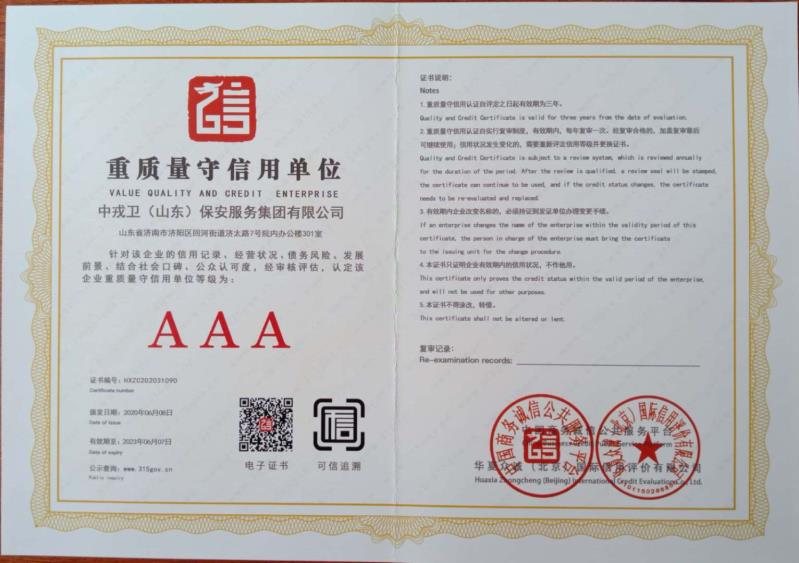 重质量守信用单位
VALUE QUALITY AND CREDIT ENTERPRISE
中戎卫（山东）保安服务集团有限公司
山东省济南市济阳区回河街道济太路7号院内办公楼301室
针对该企业的信用记录、经营状况、债务风险、发展
前景、结合社会口碑、公众认可度，经审核评估，认定该
企业重质量守信用单位等级为：
AAA
证书编号：HXZC202031090
Certificate number
颁发日期：2020年06月08日
Date of issue
有效期至：2023年06月07日
Date of expiry
公示查询：www.315gov.cn
Public inquiry
电子证书
信
可信追溯
证书说明：
Notes
1.重质量守信用认证自评定之日起有效期为三年。
Quality and Credit Certificate is valid for three years from the date of evaluation.
2.重质量守信用认证自实行复审制度，有效期内，每年复审一次，经复审合格的，加盖复审章后
可继续使用；信用状况发生变化的，需要重新评定信用等级并更换证书。
Quality and Credit Certificate is subject to a review system, which is reviewed annually
for the duration of the period. After the review is qualified, a review seal will be stamped,
the certificate can continue to be used, and if the credit status changes, the certificate
needs to be re-evaluated and replaced.
3.有效期内企业改变名称的，必须持证到发证单位办理变更手续。
If an enterprise changes the name of the enterprise within the validity period of this
certificate, the person in charge of the enterprise must bring the certificate
to the issuing unit for the change procedure.
4.本证书只证明企业有效期内的信用状况，不作他用。
This certificate only proves the credit status within the valid period of the enterprise,
and will not be used for other purposes.
5.本证书不得涂改，转借。
This certificate shall not be altered or lent.
复审记录：
Re-examination records:
中国商务诚信公共服务平台
华夏众诚（北京）国际信用评价有限公司
Huaxia Zhongcheng (Beijing) International Credit Evaluation Co., Ltd
中国商务诚信公共服务平台